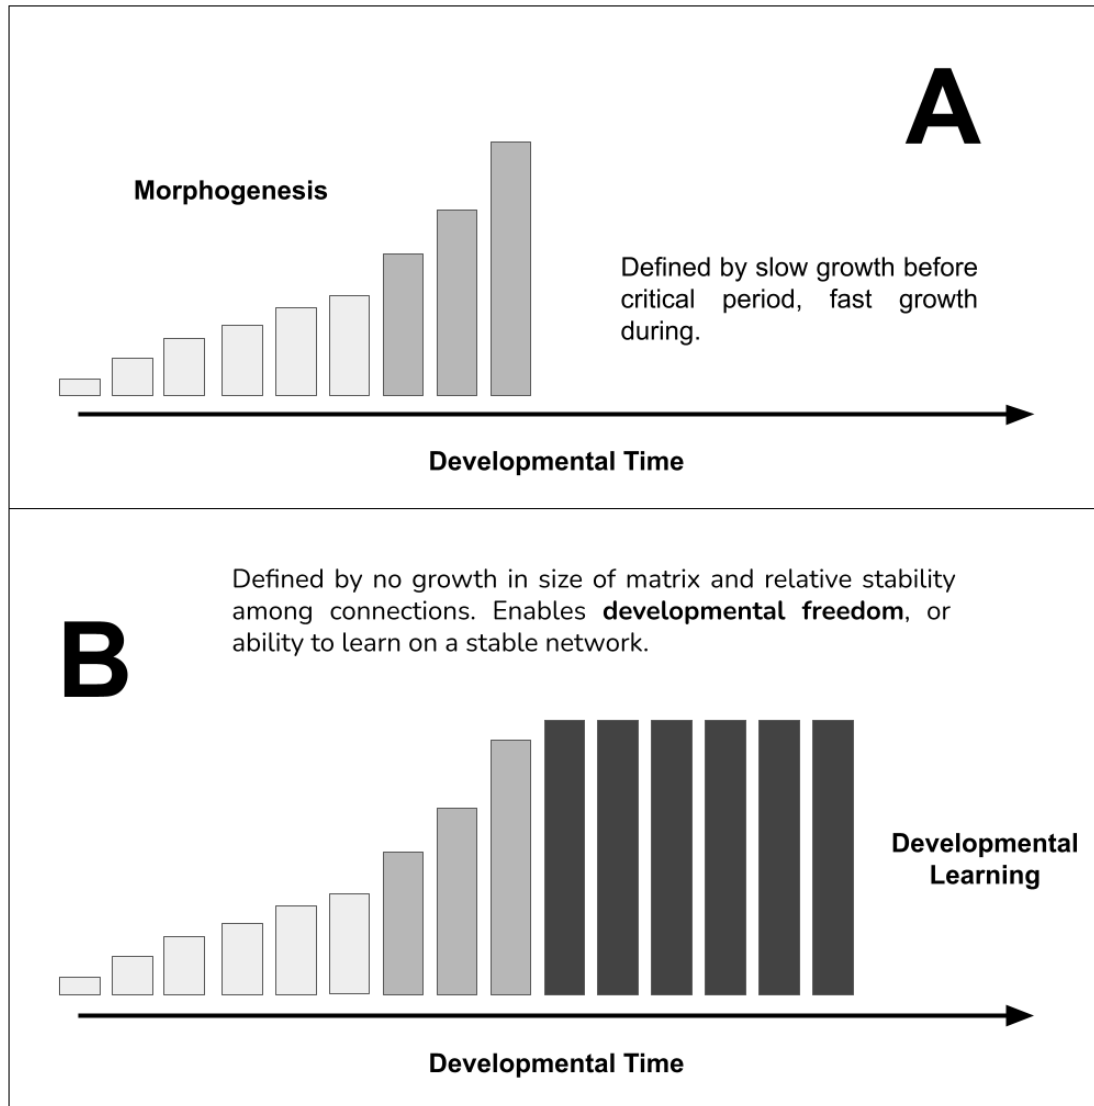 A
Morphogenesis
Defined by slow growth before
critical period, fast growth
during.
Developmental Time
Defined by no growth in size of matrix and relative stability
among connections. Enables developmental freedom, or
ability to learn on a stable network.
B
Developmental
Learning
Developmental Time